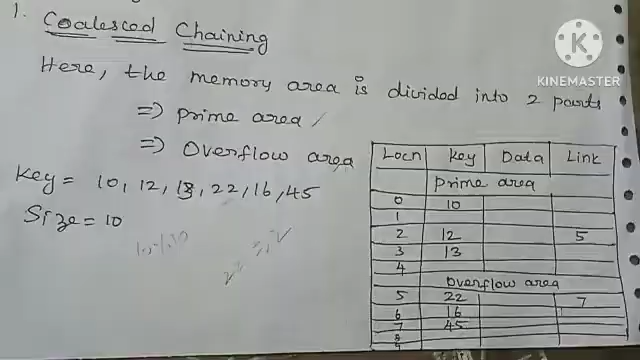 1. Coalesced Chaining
Here, the memory area is divided into 2 parts
=> Prime area
=> Overflow area
Key = 10, 12, 13, 22, 16, 45
Size = 10
K
KINEMASTER
Locn Key Data Link
Prime area
0 10
1
2 12 5
3 13
4
Overflow area
5 22 7
6 16
7 45
8
9